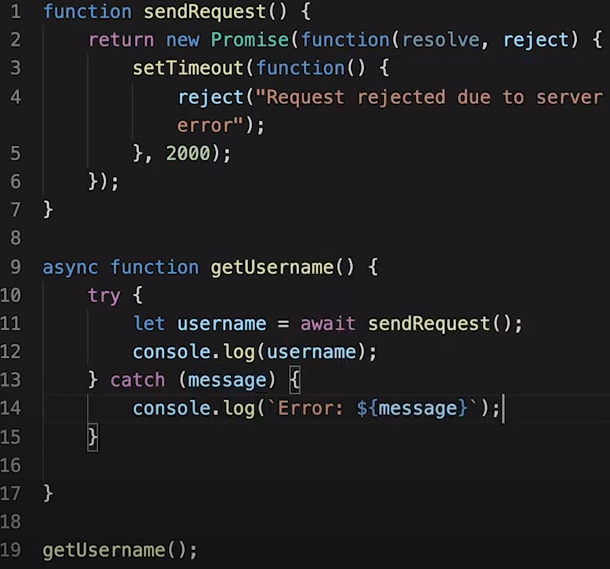 1 function sendRequest() {
2 return new Promise(function(resolve, reject) {
3 setTimeout(function() {
4 reject("Request rejected due to server
error");
5 }, 2000);
6 });
7 }
8
9 async function getUsername() {
10 try {
11 let username = await sendRequest();
12 console.log(username);
13 } catch (message) {
14 console.log(`Error: ${message}`);
15 }
16
17 }
18
19 getUsername();